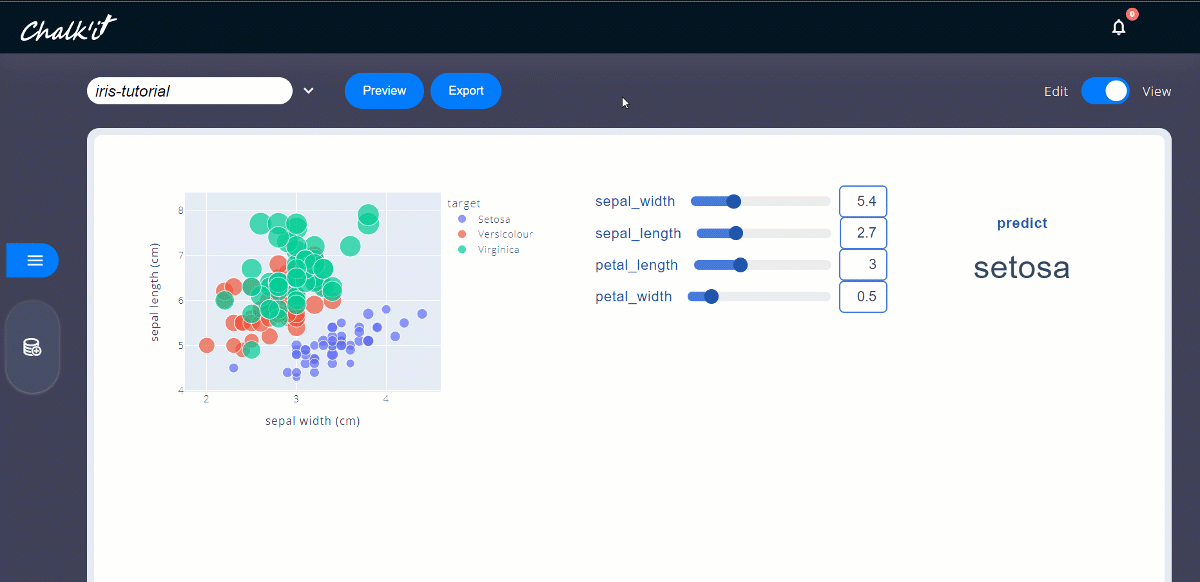 Chalk'it
0
iris-tutorial
Preview
Export
Edit
View
target
Setosa
Versicolour
Virginica
8
7
6
5
4
2
3
4
sepal length (cm)
sepal width (cm)
sepal_width
5.4
sepal_length
2.7
petal_length
3
petal_width
0.5
predict
setosa